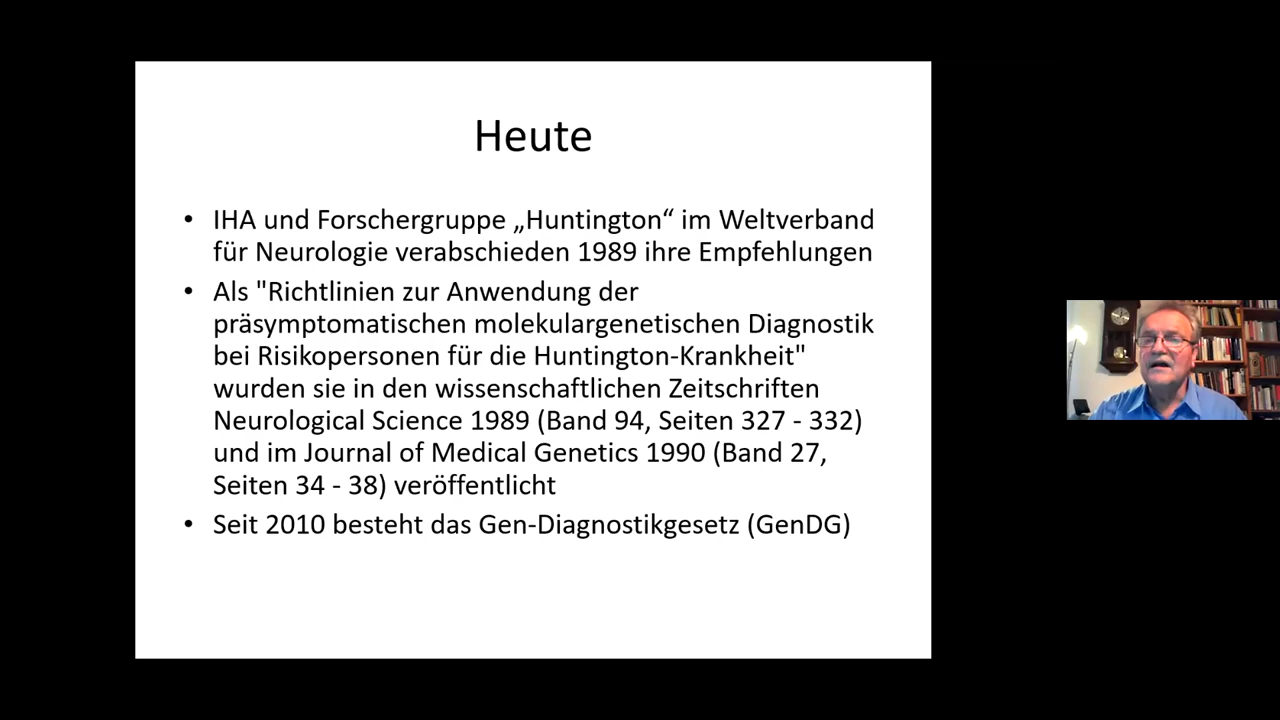 Heute
• IHA und Forschergruppe „Huntington“ im Weltverband
für Neurologie verabschieden 1989 ihre Empfehlungen
• Als "Richtlinien zur Anwendung der
präsymptomatischen molekulargenetischen Diagnostik
bei Risikopersonen für die Huntington-Krankheit"
wurden sie in den wissenschaftlichen Zeitschriften
Neurological Science 1989 (Band 94, Seiten 327 - 332)
und im Journal of Medical Genetics 1990 (Band 27,
Seiten 34 - 38) veröffentlicht
• Seit 2010 besteht das Gen-Diagnostikgesetz (GenDG)